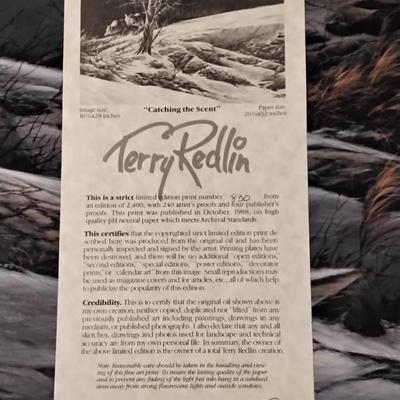 Image size:
16¼x28 inches
"Catching the Scent"
Paper size:
20⅝x32 inches
Terry Redlin
This is a strict limited edition print number 830 from
an edition of 2,400, with 240 artist's proofs and four publisher's
proofs. This print was published in October, 1988, on high
quality pH neutral paper which meets Archival Standards.
This certifies that the copyrighted strict limited edition print de-
scribed here was produced from the original oil and has been
personally inspected and signed by the artist. Printing plates have
been destroyed, and there will be no additional "open editions,"
"second editions," "special editions," "poster editions," "decorator
prints," or "calendar art" from this image. Small reproductions may
be used as magazine covers and for articles, etc., all of which help
to publicize the popularity of this edition.
Credibility. This is to certify that the original oil shown above is
my own creation, neither copied, duplicated nor "lifted" from any
previously published art including paintings, drawings in any
medium, or published photographs. I also declare that any and all
sketches, drawings and photos used for landscape and technical
accuracy are from my own personal file. In summary, the owner of
the above limited edition is the owner of a total Terry Redlin creation.
Note: Reasonable care should be taken in the handling and view-
ing of this fine art print. To insure the lasting quality of the paper
and to prevent any fading of the light fast inks hang in a subdued
area away from strong fluorescent lights and outside windows.